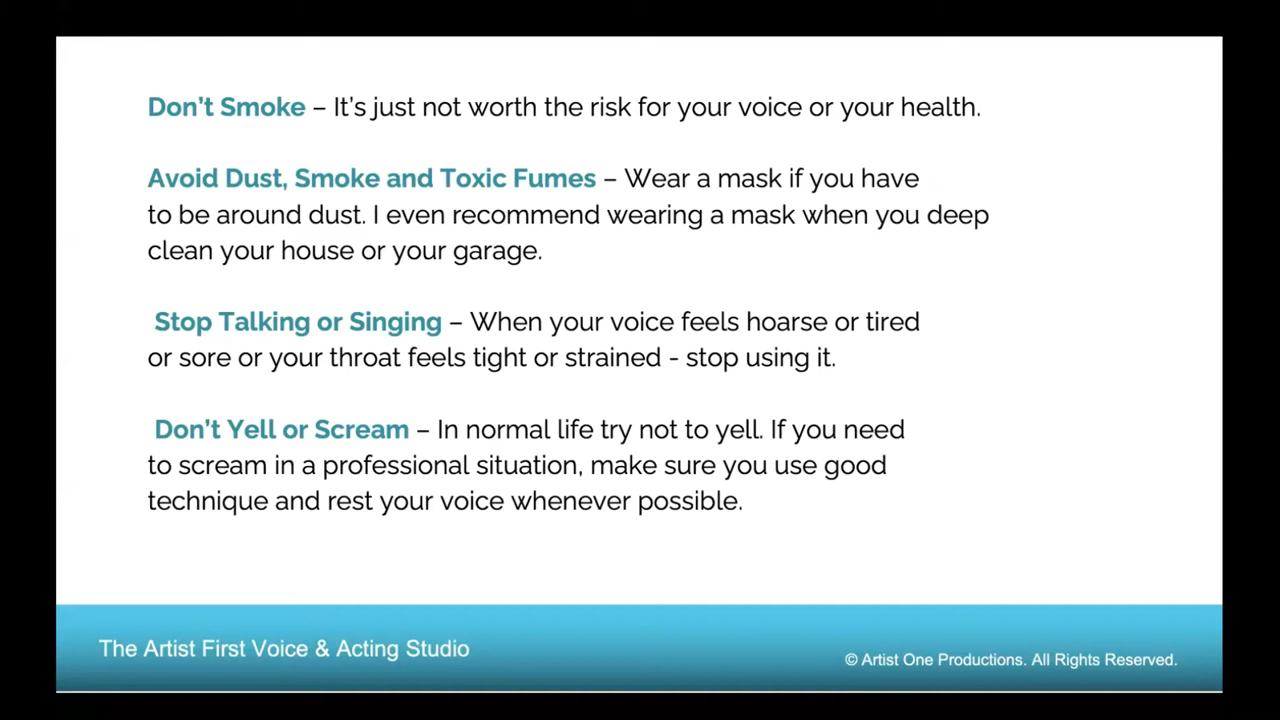 Don't Smoke – It's just not worth the risk for your voice or your health.
Avoid Dust, Smoke and Toxic Fumes – Wear a mask if you have
to be around dust. I even recommend wearing a mask when you deep
clean your house or your garage.
Stop Talking or Singing – When your voice feels hoarse or tired
or sore or your throat feels tight or strained - stop using it.
Don't Yell or Scream – In normal life try not to yell. If you need
to scream in a professional situation, make sure you use good
technique and rest your voice whenever possible.
The Artist First Voice & Acting Studio
© Artist One Productions. All Rights Reserved.